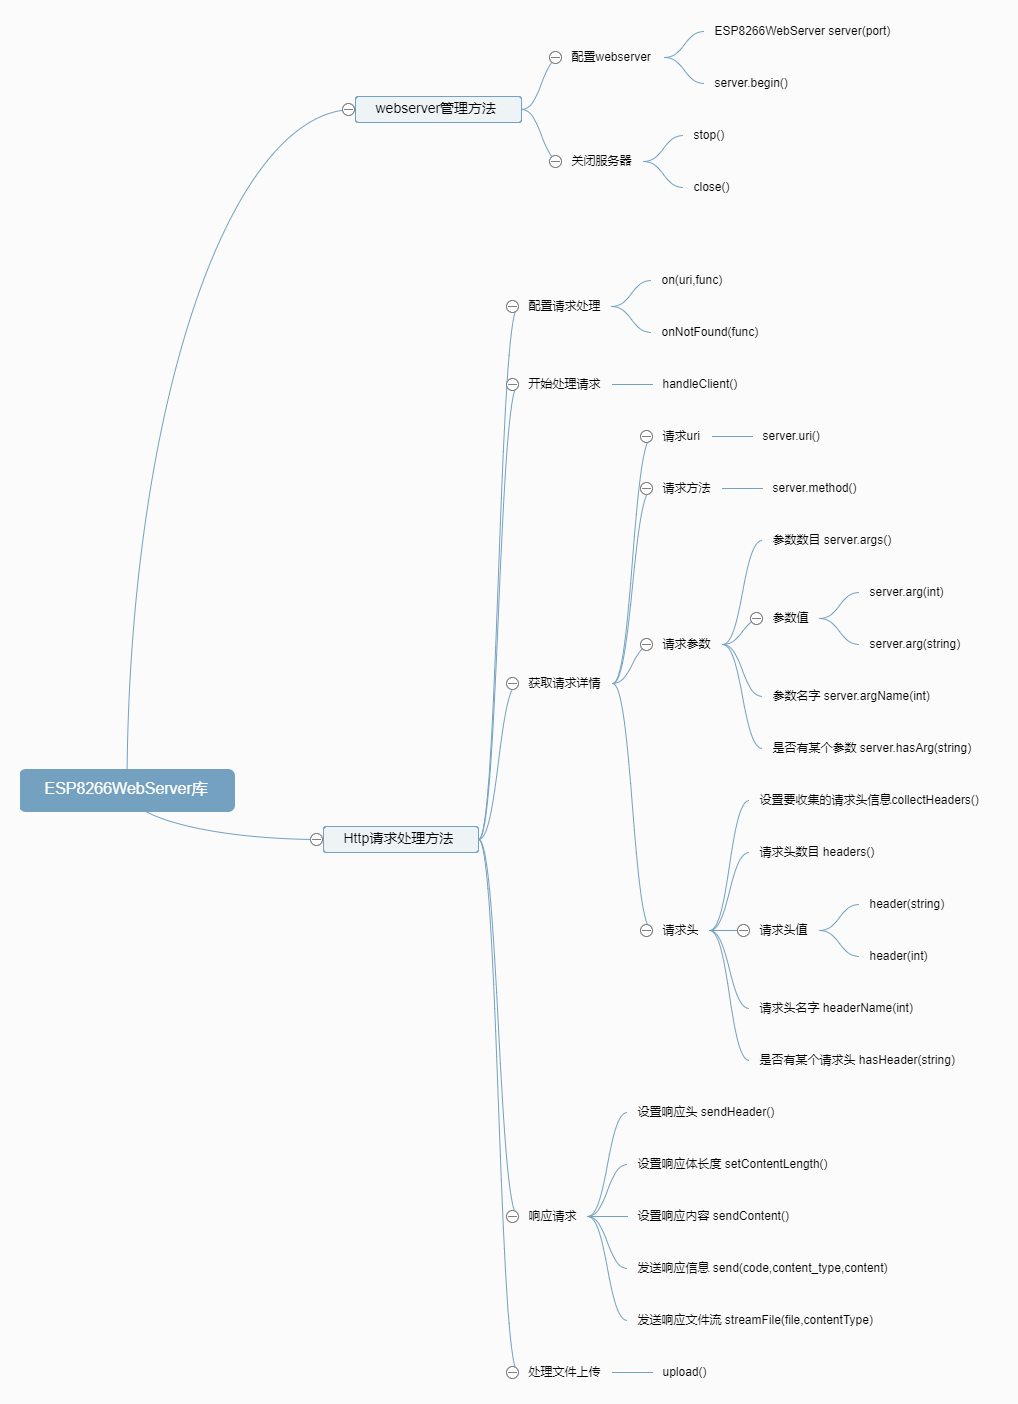 ESP8266WebServer库
webserver管理方法
配置webserver
ESP8266WebServer server(port)
server.begin()
关闭服务器
stop()
close()
Http请求处理方法
配置请求处理
on(uri,func)
onNotFound(func)
开始处理请求
handleClient()
获取请求详情
请求uri
server.uri()
请求方法
server.method()
请求参数
参数数目 server.args()
参数值
server.arg(int)
server.arg(string)
参数名字 server.argName(int)
是否有某个参数 server.hasArg(string)
请求头
设置要收集的请求头信息collectHeaders()
请求头数目 headers()
请求头值
header(string)
header(int)
请求头名字 headerName(int)
是否有某个请求头 hasHeader(string)
响应请求
设置响应头 sendHeader()
设置响应体长度 setContentLength()
设置响应内容 sendContent()
发送响应信息 send(code,content_type,content)
发送响应文件流 streamFile(file,contentType)
处理文件上传
upload()